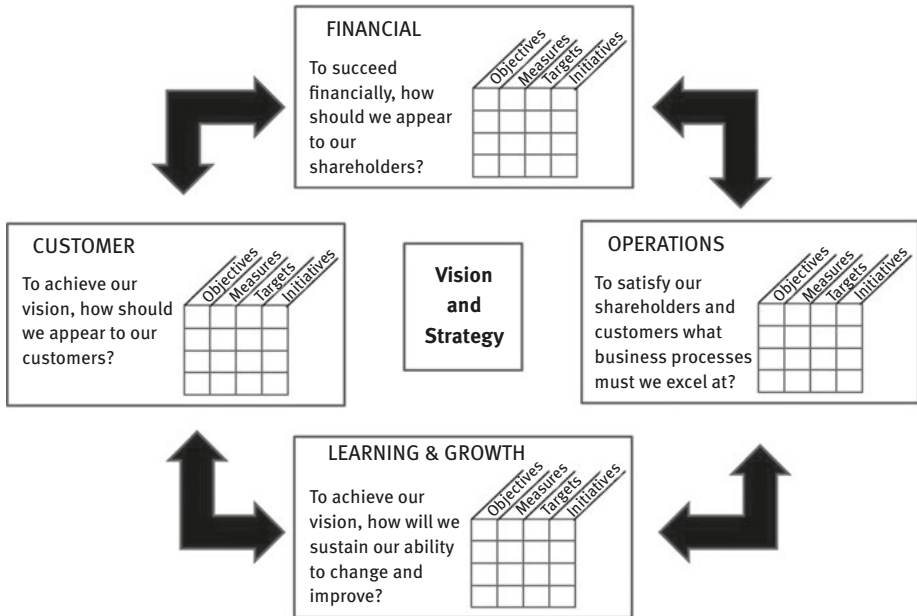 FINANCIAL
To succeed
financially, how
should we appear
to our
shareholders?
Objectives
Measures
Targets
Initiatives
CUSTOMER
To achieve our
vision, how should
we appear to our
customers?
Objectives
Measures
Targets
Initiatives
Vision
and
Strategy
OPERATIONS
To satisfy our
shareholders and
customers what
business processes
must we excel at?
Objectives
Measures
Targets
Initiatives
LEARNING & GROWTH
To achieve our
vision, how will we
sustain our ability
to change and
improve?
Objectives
Measures
Targets
Initiatives